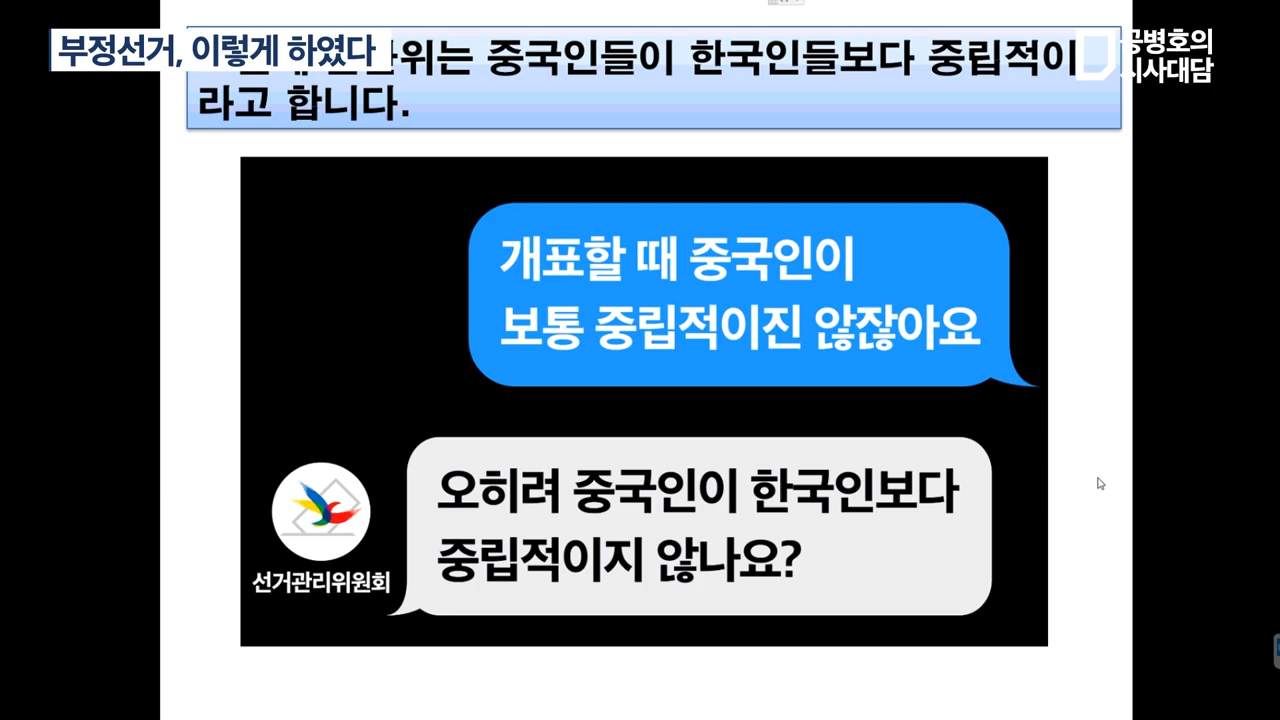 부정선거, 이렇게 하였다
공병호의
시사대담
위는 중국인들이 한국인들보다 중립적이
라고 합니다.
개표할 때 중국인이
보통 중립적이진 않잖아요
오히려 중국인이 한국인보다
중립적이지 않나요?
선거관리위원회